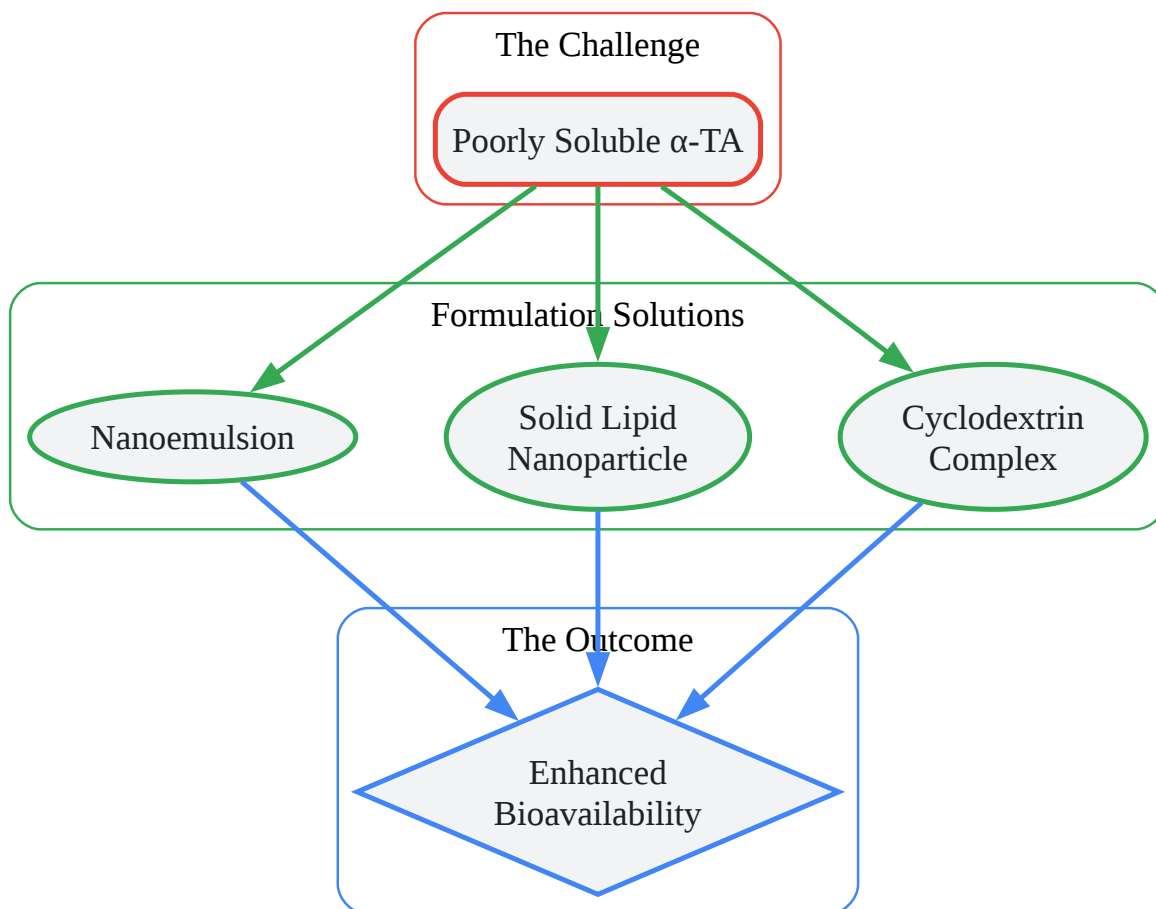 The Challenge
Poorly Soluble α-TA
Formulation Solutions
Nanoemulsion
Solid Lipid
Nanoparticle
Cyclodextrin
Complex
The Outcome
Enhanced
Bioavailability